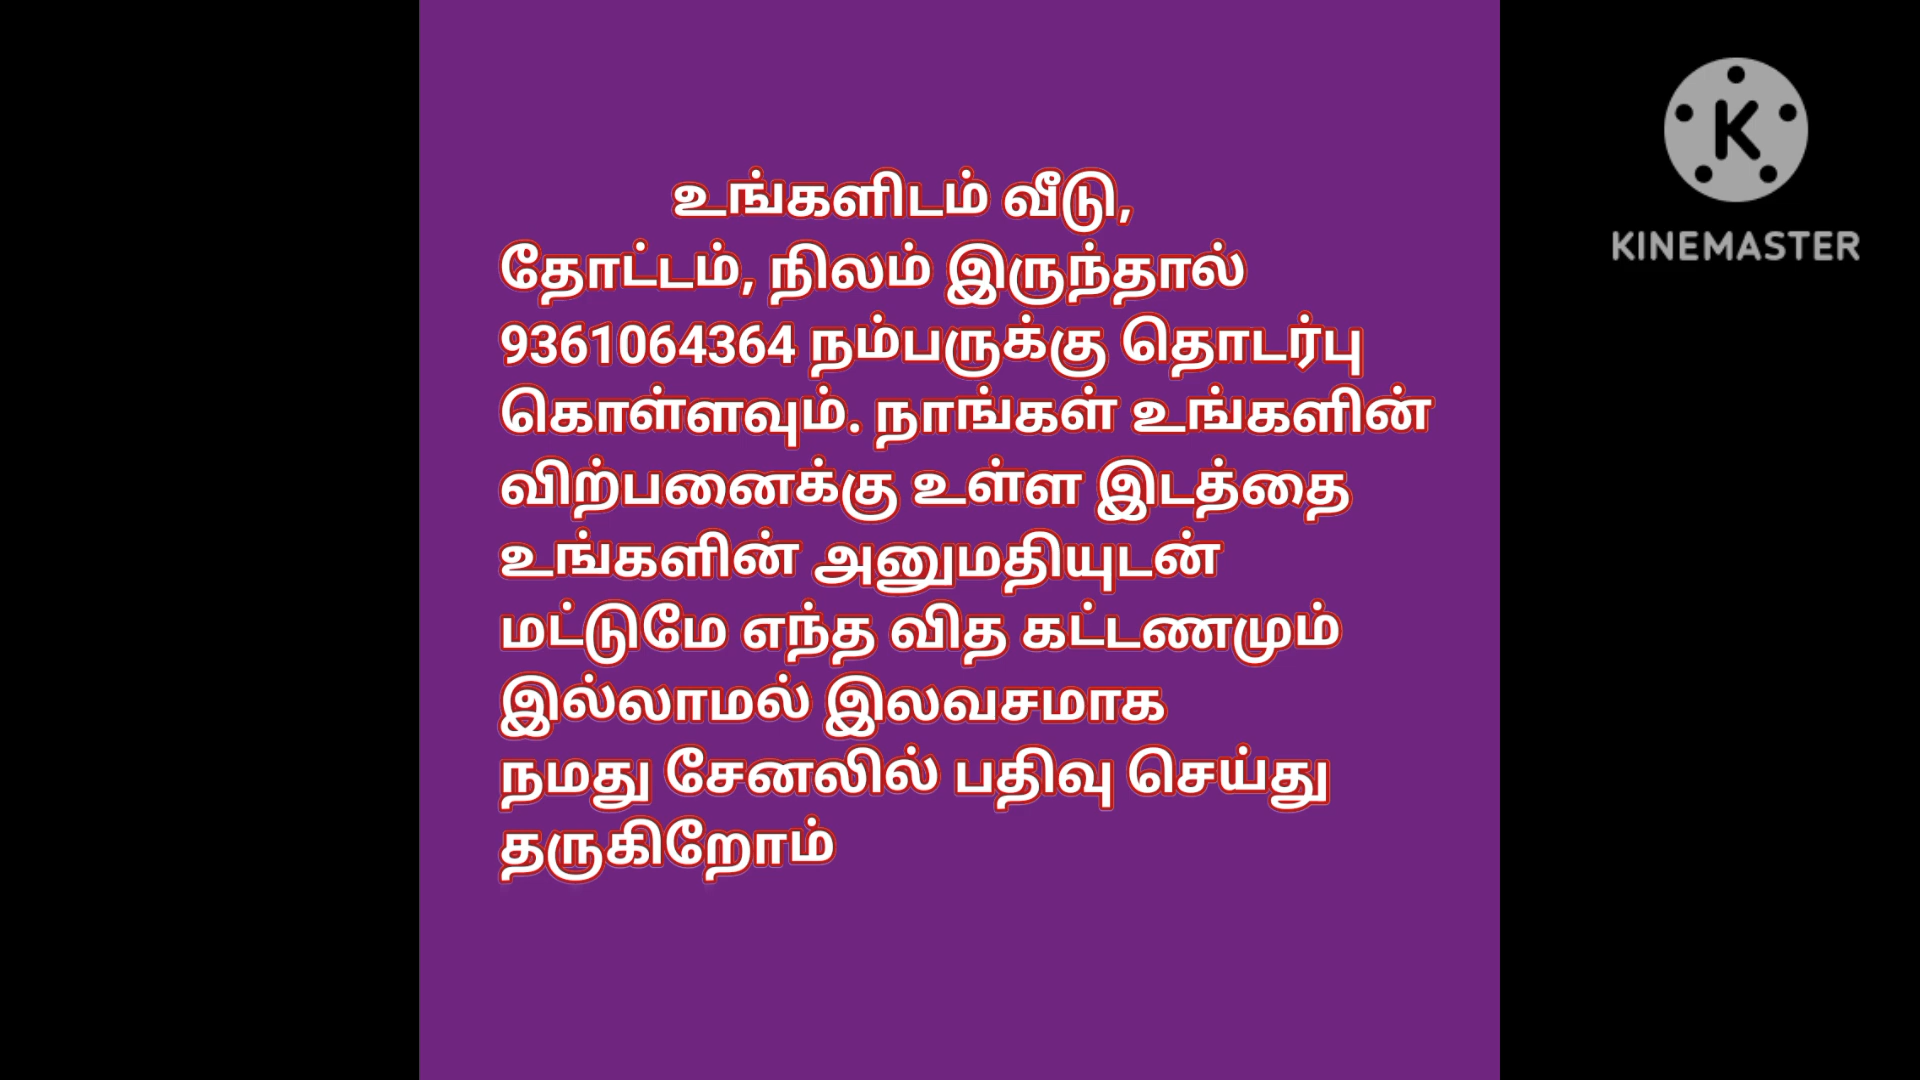 உங்களிடம் வீடு,
தோட்டம், நிலம் இருந்தால்
9361064364 நம்பருக்கு தொடர்பு
கொள்ளவும். நாங்கள் உங்களின்
விற்பனைக்கு உள்ள இடத்தை
உங்களின் அனுமதியுடன்
மட்டுமே எந்த வித கட்டணமும்
இல்லாமல் இலவசமாக
நமது சேனலில் பதிவு செய்து
தருகிறோம்
K
KINEMASTER